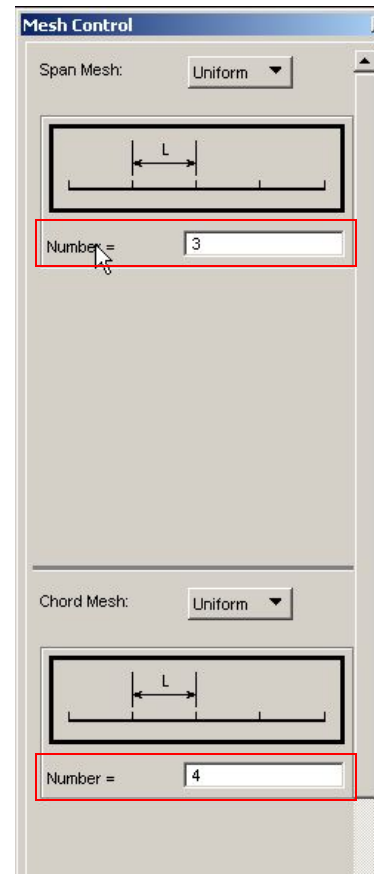 Mesh Control
Span Mesh: Uniform
L
Number = 3
Chord Mesh: Uniform
L
Number = 4